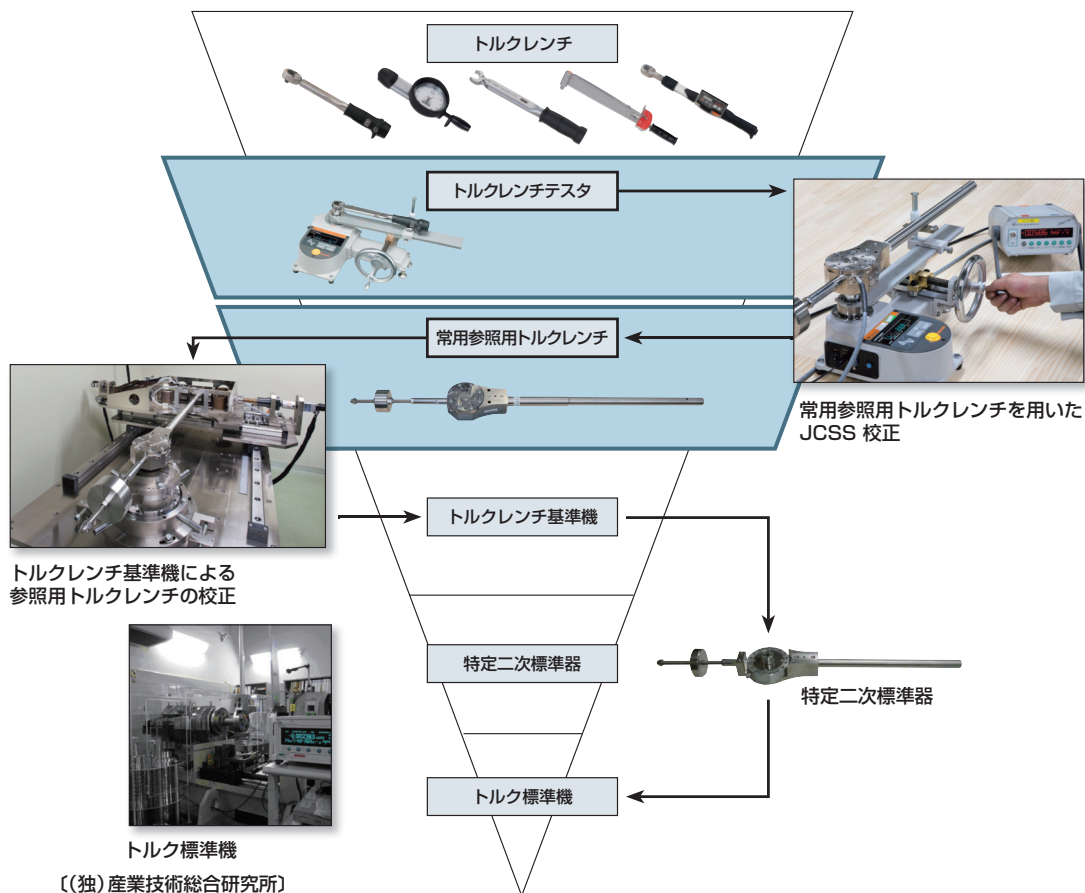 トルクレンチ
トルクレンチテスタ
常用参照用トルクレンチ
常用参照用トルクレンチを用いた
JCSS 校正
トルクレンチ基準機
トルクレンチ基準機による
参照用トルクレンチの校正
特定二次標準器
特定二次標準器
トルク標準機
トルク標準機
〔(独)産業技術総合研究所〕